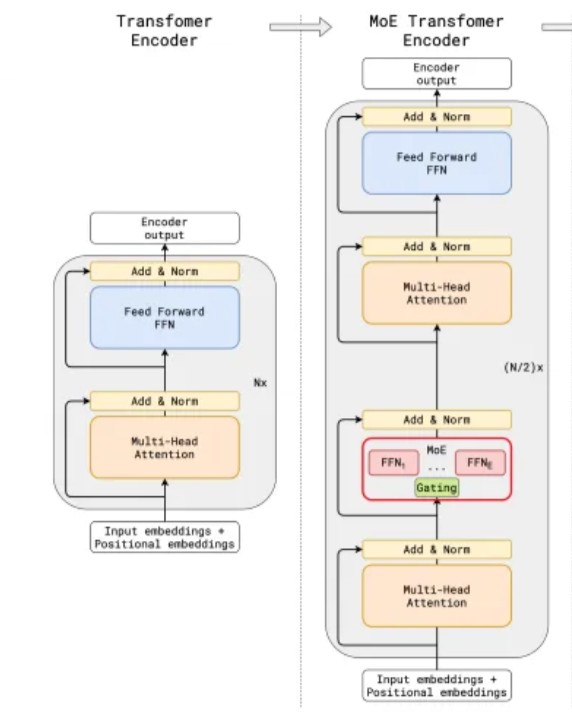 Transfomer
Encoder
Encoder
output
Add & Norm
Feed Forward
FFN
Add & Norm
Multi-Head
Attention
Nx
Input embeddings +
Positional embeddings
MoE Transfomer
Encoder
Encoder
output
Add & Norm
Feed Forward
FFN
Add & Norm
Multi-Head
Attention
(N/2)x
Add & Norm
MoE
FFN₁ ... FFN_E
Gating
Add & Norm
Multi-Head
Attention
Input embeddings +
Positional embeddings